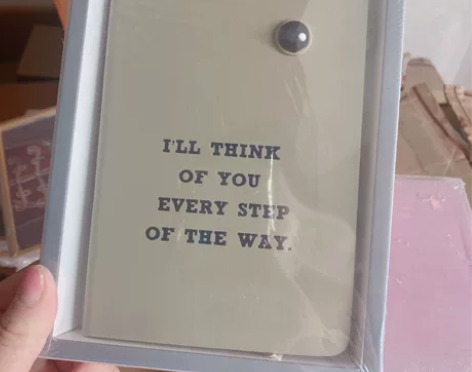 I'LL THINK
OF YOU
EVERY STEP
OF THE WAY.